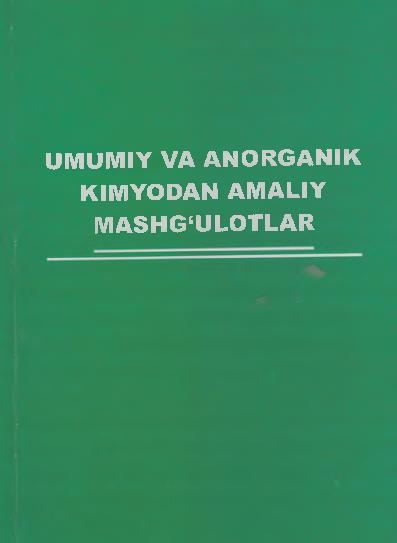 UMUMIY VA ANORGANIK
KIMYODAN AMALIY
MASHG‘ULOTLAR